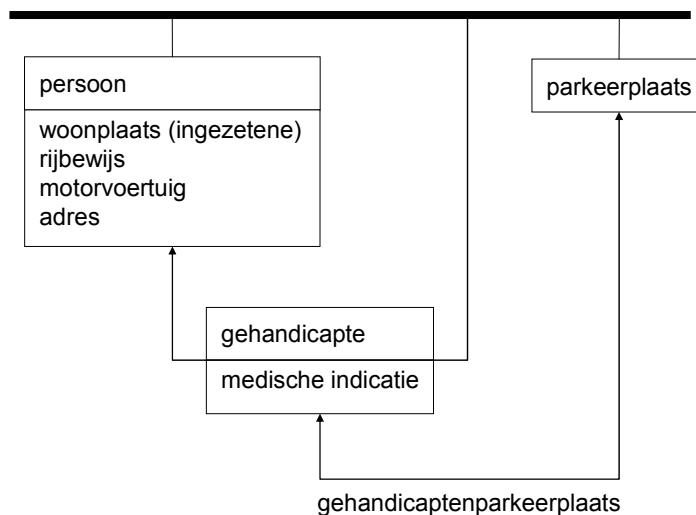 persoon
woonplaats (ingezetene)
rijbewijs
motorvoertuig
adres
parkeerplaats
gehandicapte
medische indicatie
gehandicaptenparkeerplaats